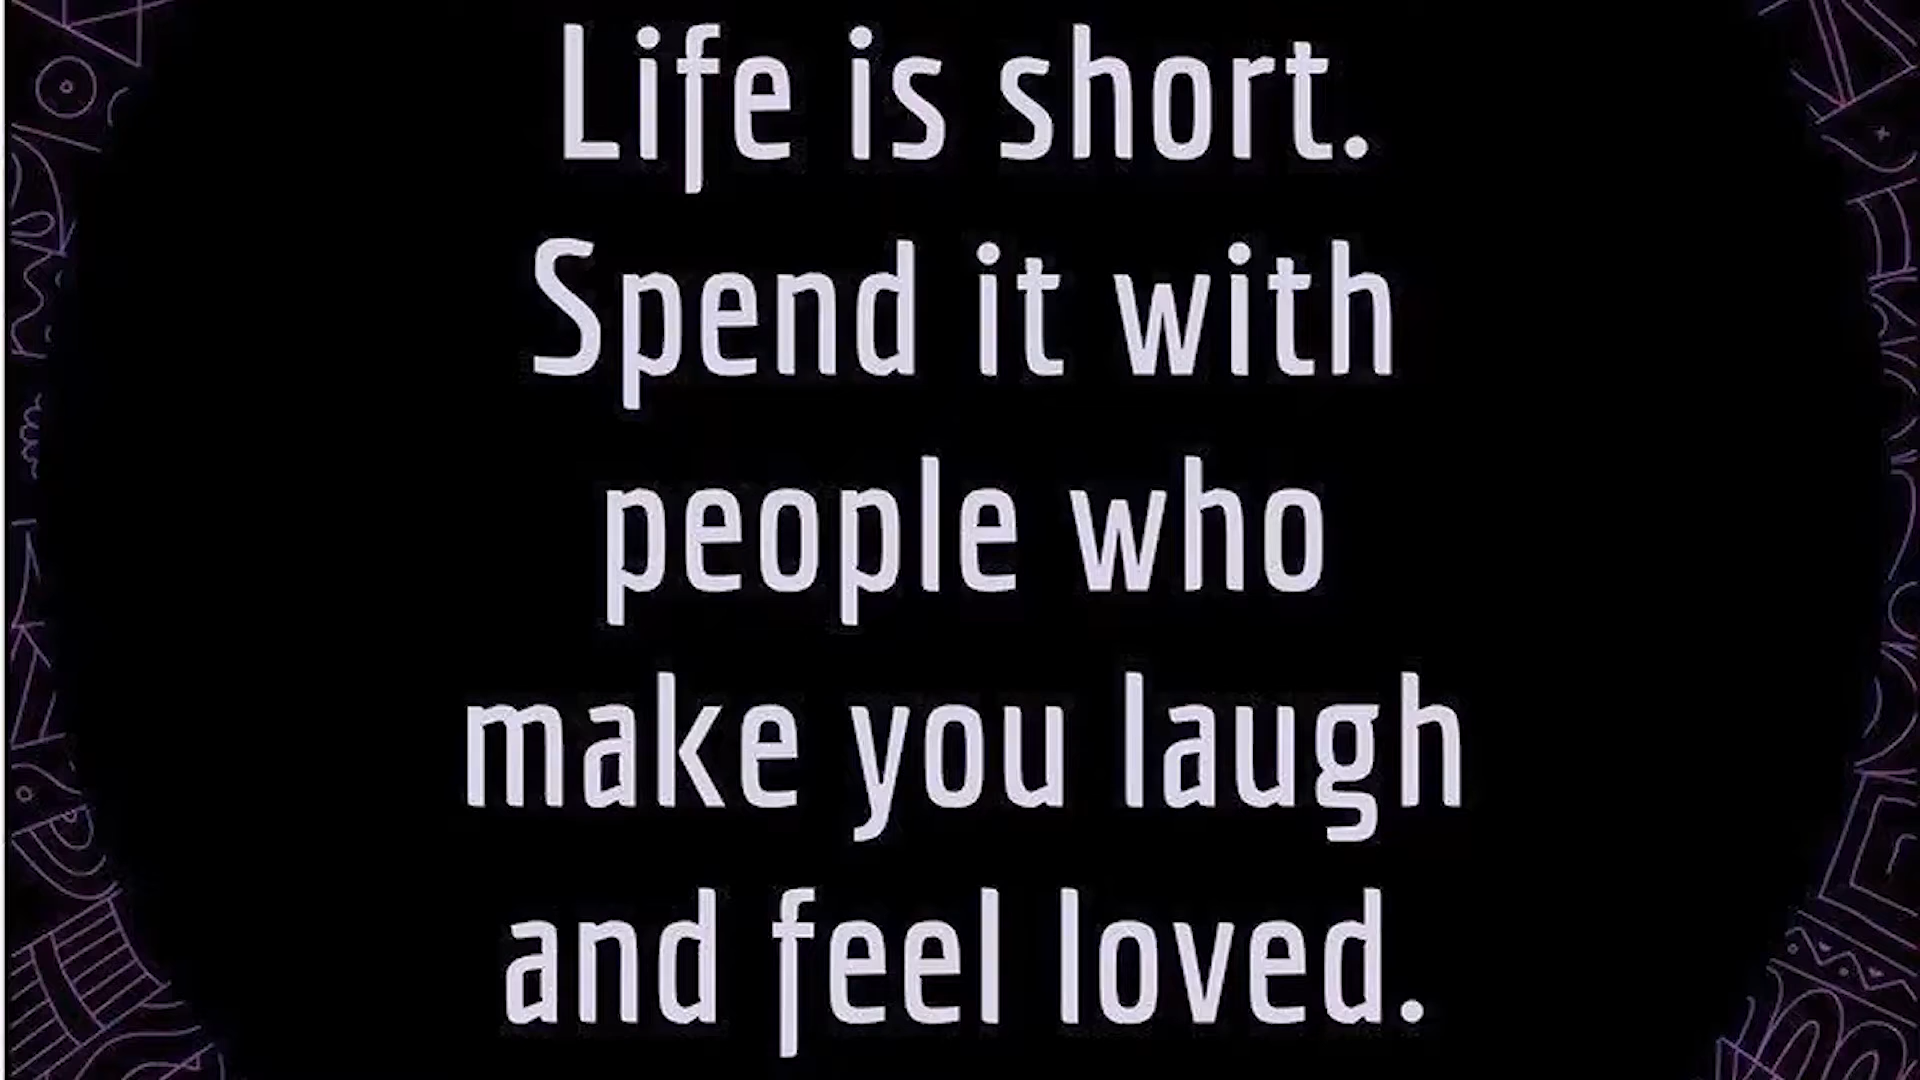 Life is short.
Spend it with
people who
make you laugh
and feel loved.